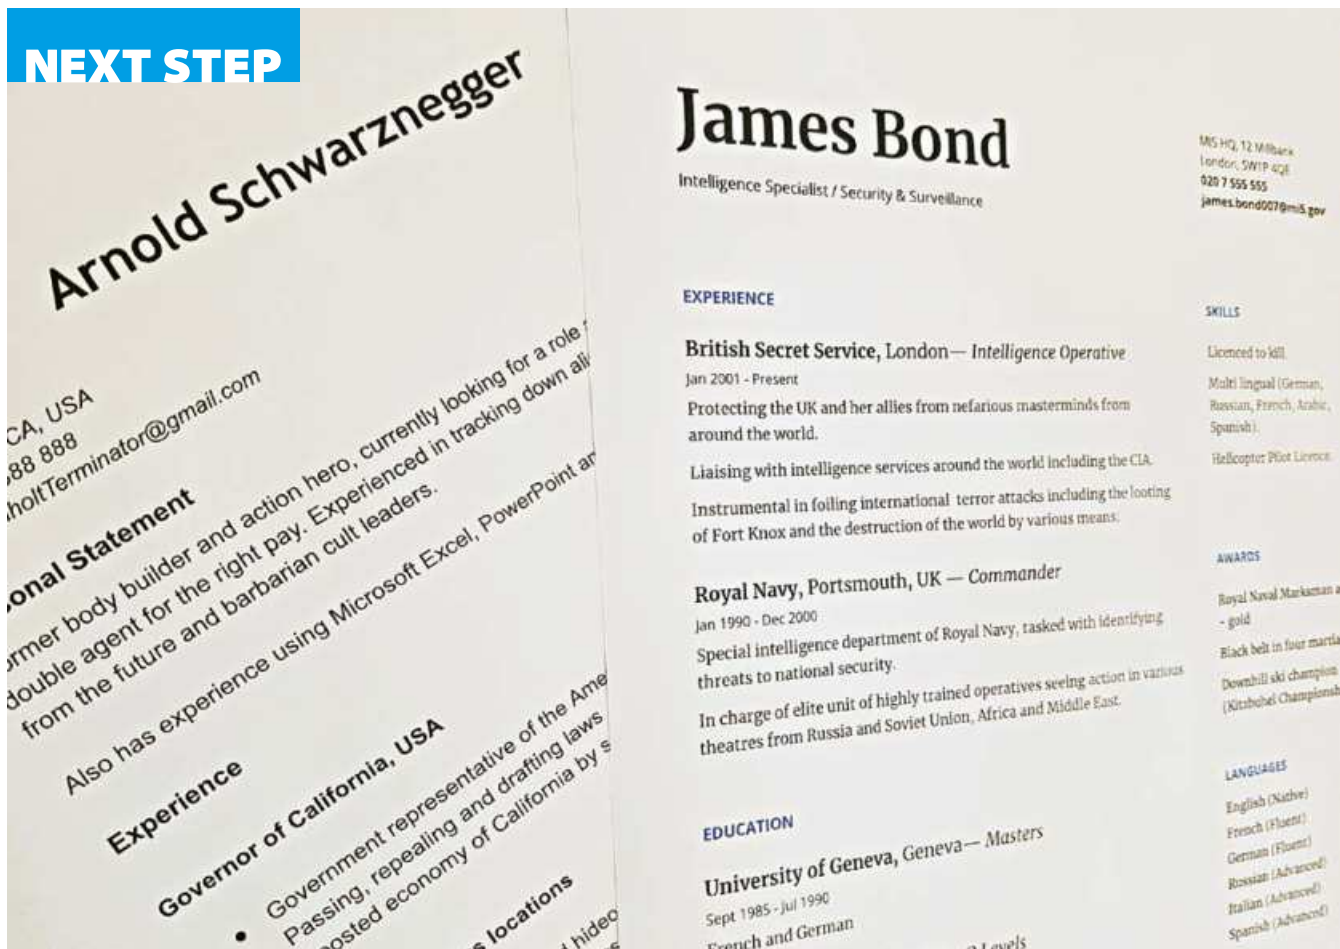 NEXT STEP
Arnold Schwarznegger
CA, USA
88 888
holtTerminator@gmail.com
onal Statement
ormer body builder and action hero, currently looking for a role
double agent for the right pay. Experienced in tracking down ali
from the future and barbarian cult leaders.
Also has experience using Microsoft Excel, PowerPoint an
Experience
Governor of California, USA
Government representative of the Ame
Passing, repealing and drafting laws
oosted economy of California by s
s locations
hideo
James Bond
Intelligence Specialist / Security & Surveillance
MI5 HQ, 12 Millbank
London, SW1P 4QE
020 7 555 555
james.bond007@mi5.gov
EXPERIENCE
British Secret Service, London— Intelligence Operative
Jan 2001 - Present
Protecting the UK and her allies from nefarious masterminds from
around the world.
Liaising with intelligence services around the world including the CIA.
Instrumental in foiling international terror attacks including the looting
of Fort Knox and the destruction of the world by various means.
Royal Navy, Portsmouth, UK — Commander
Jan 1990 - Dec 2000
Special intelligence department of Royal Navy, tasked with identifying
threats to national security.
In charge of elite unit of highly trained operatives seeing action in various
theatres from Russia and Soviet Union, Africa and Middle East.
EDUCATION
University of Geneva, Geneva— Masters
Sept 1985 - Jul 1990
French and German
Levels
SKILLS
Licenced to kill.
Multi lingual (German,
Russian, French, Arabic,
Spanish).
Helicopter Pilot Licence.
AWARDS
Royal Naval Marksman a
- gold
Black belt in four martia
Downhill ski champion
(Kitzbuhel Championsh
LANGUAGES
English (Native)
French (Fluent)
German (Fluent)
Russian (Advanced)
Italian (Advanced)
Spanish (Advanced)